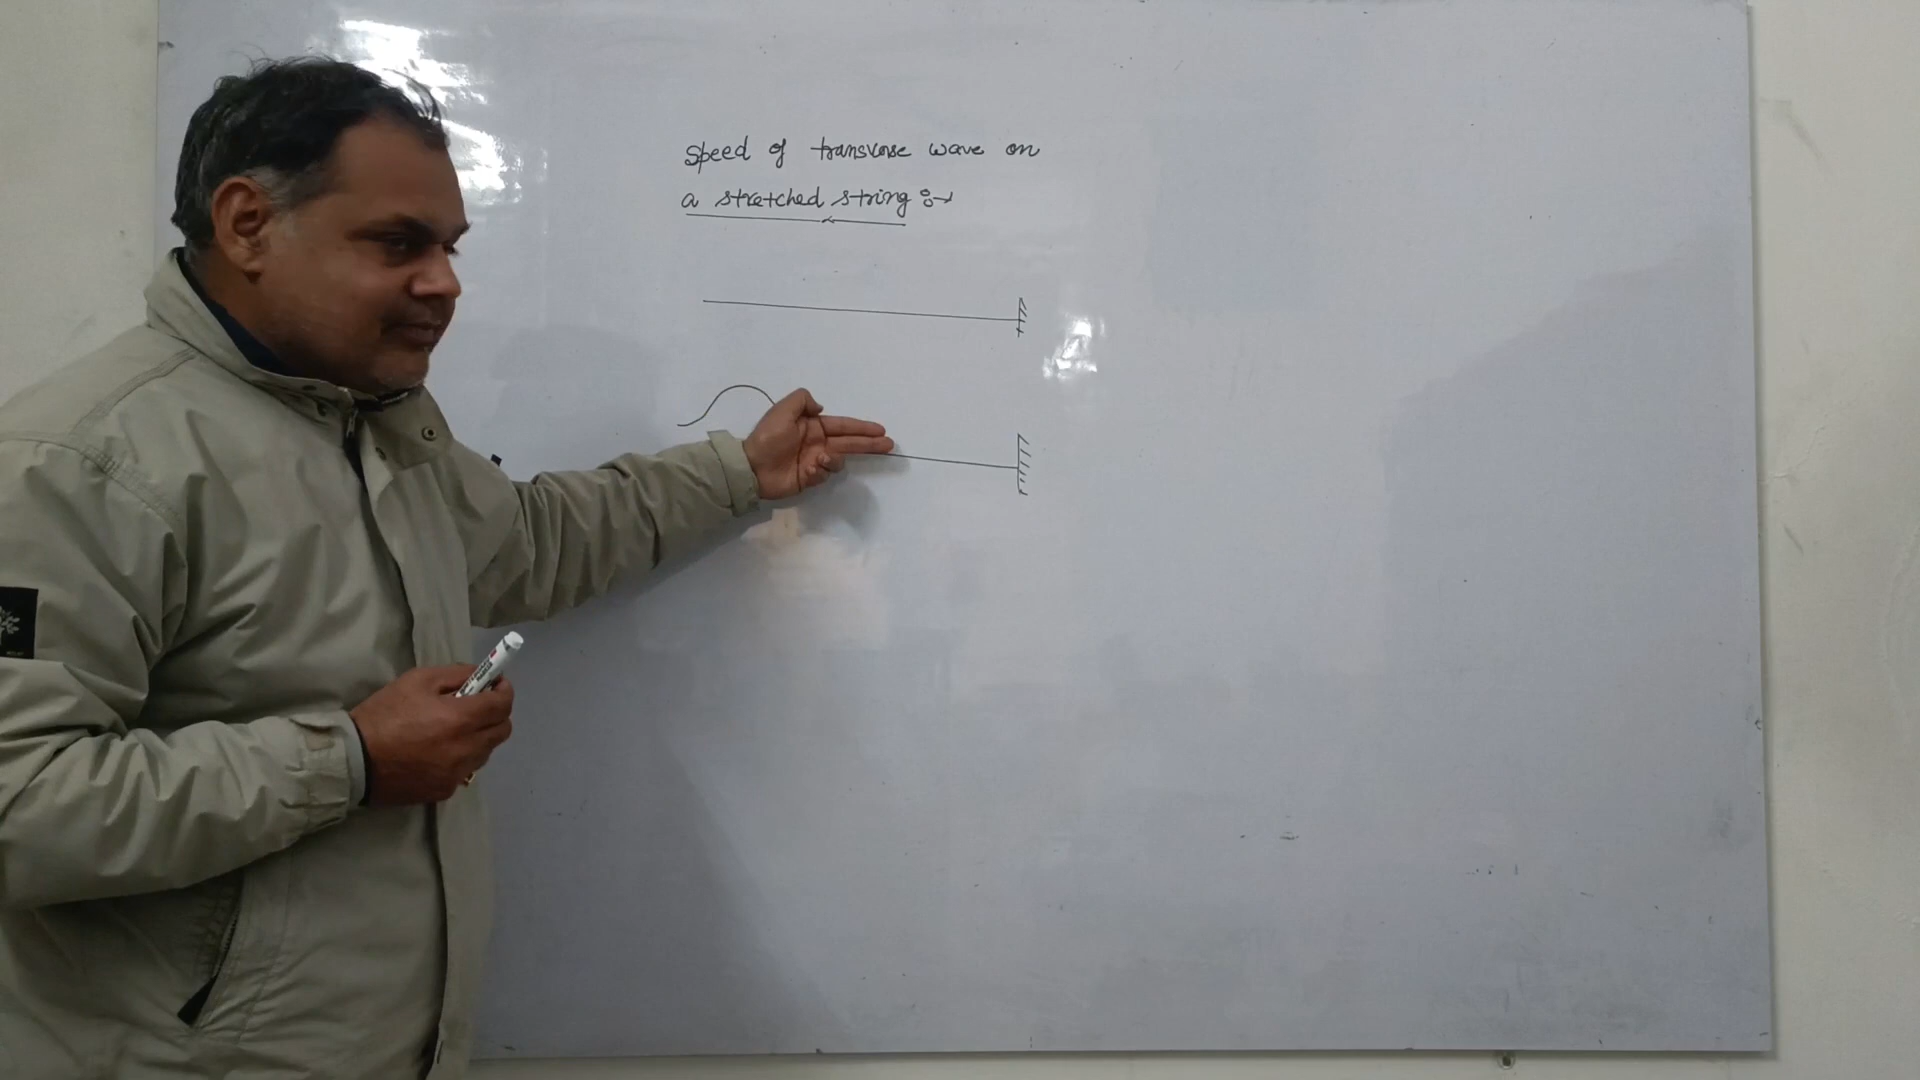 speed of transverse wave on
a stretched string :→